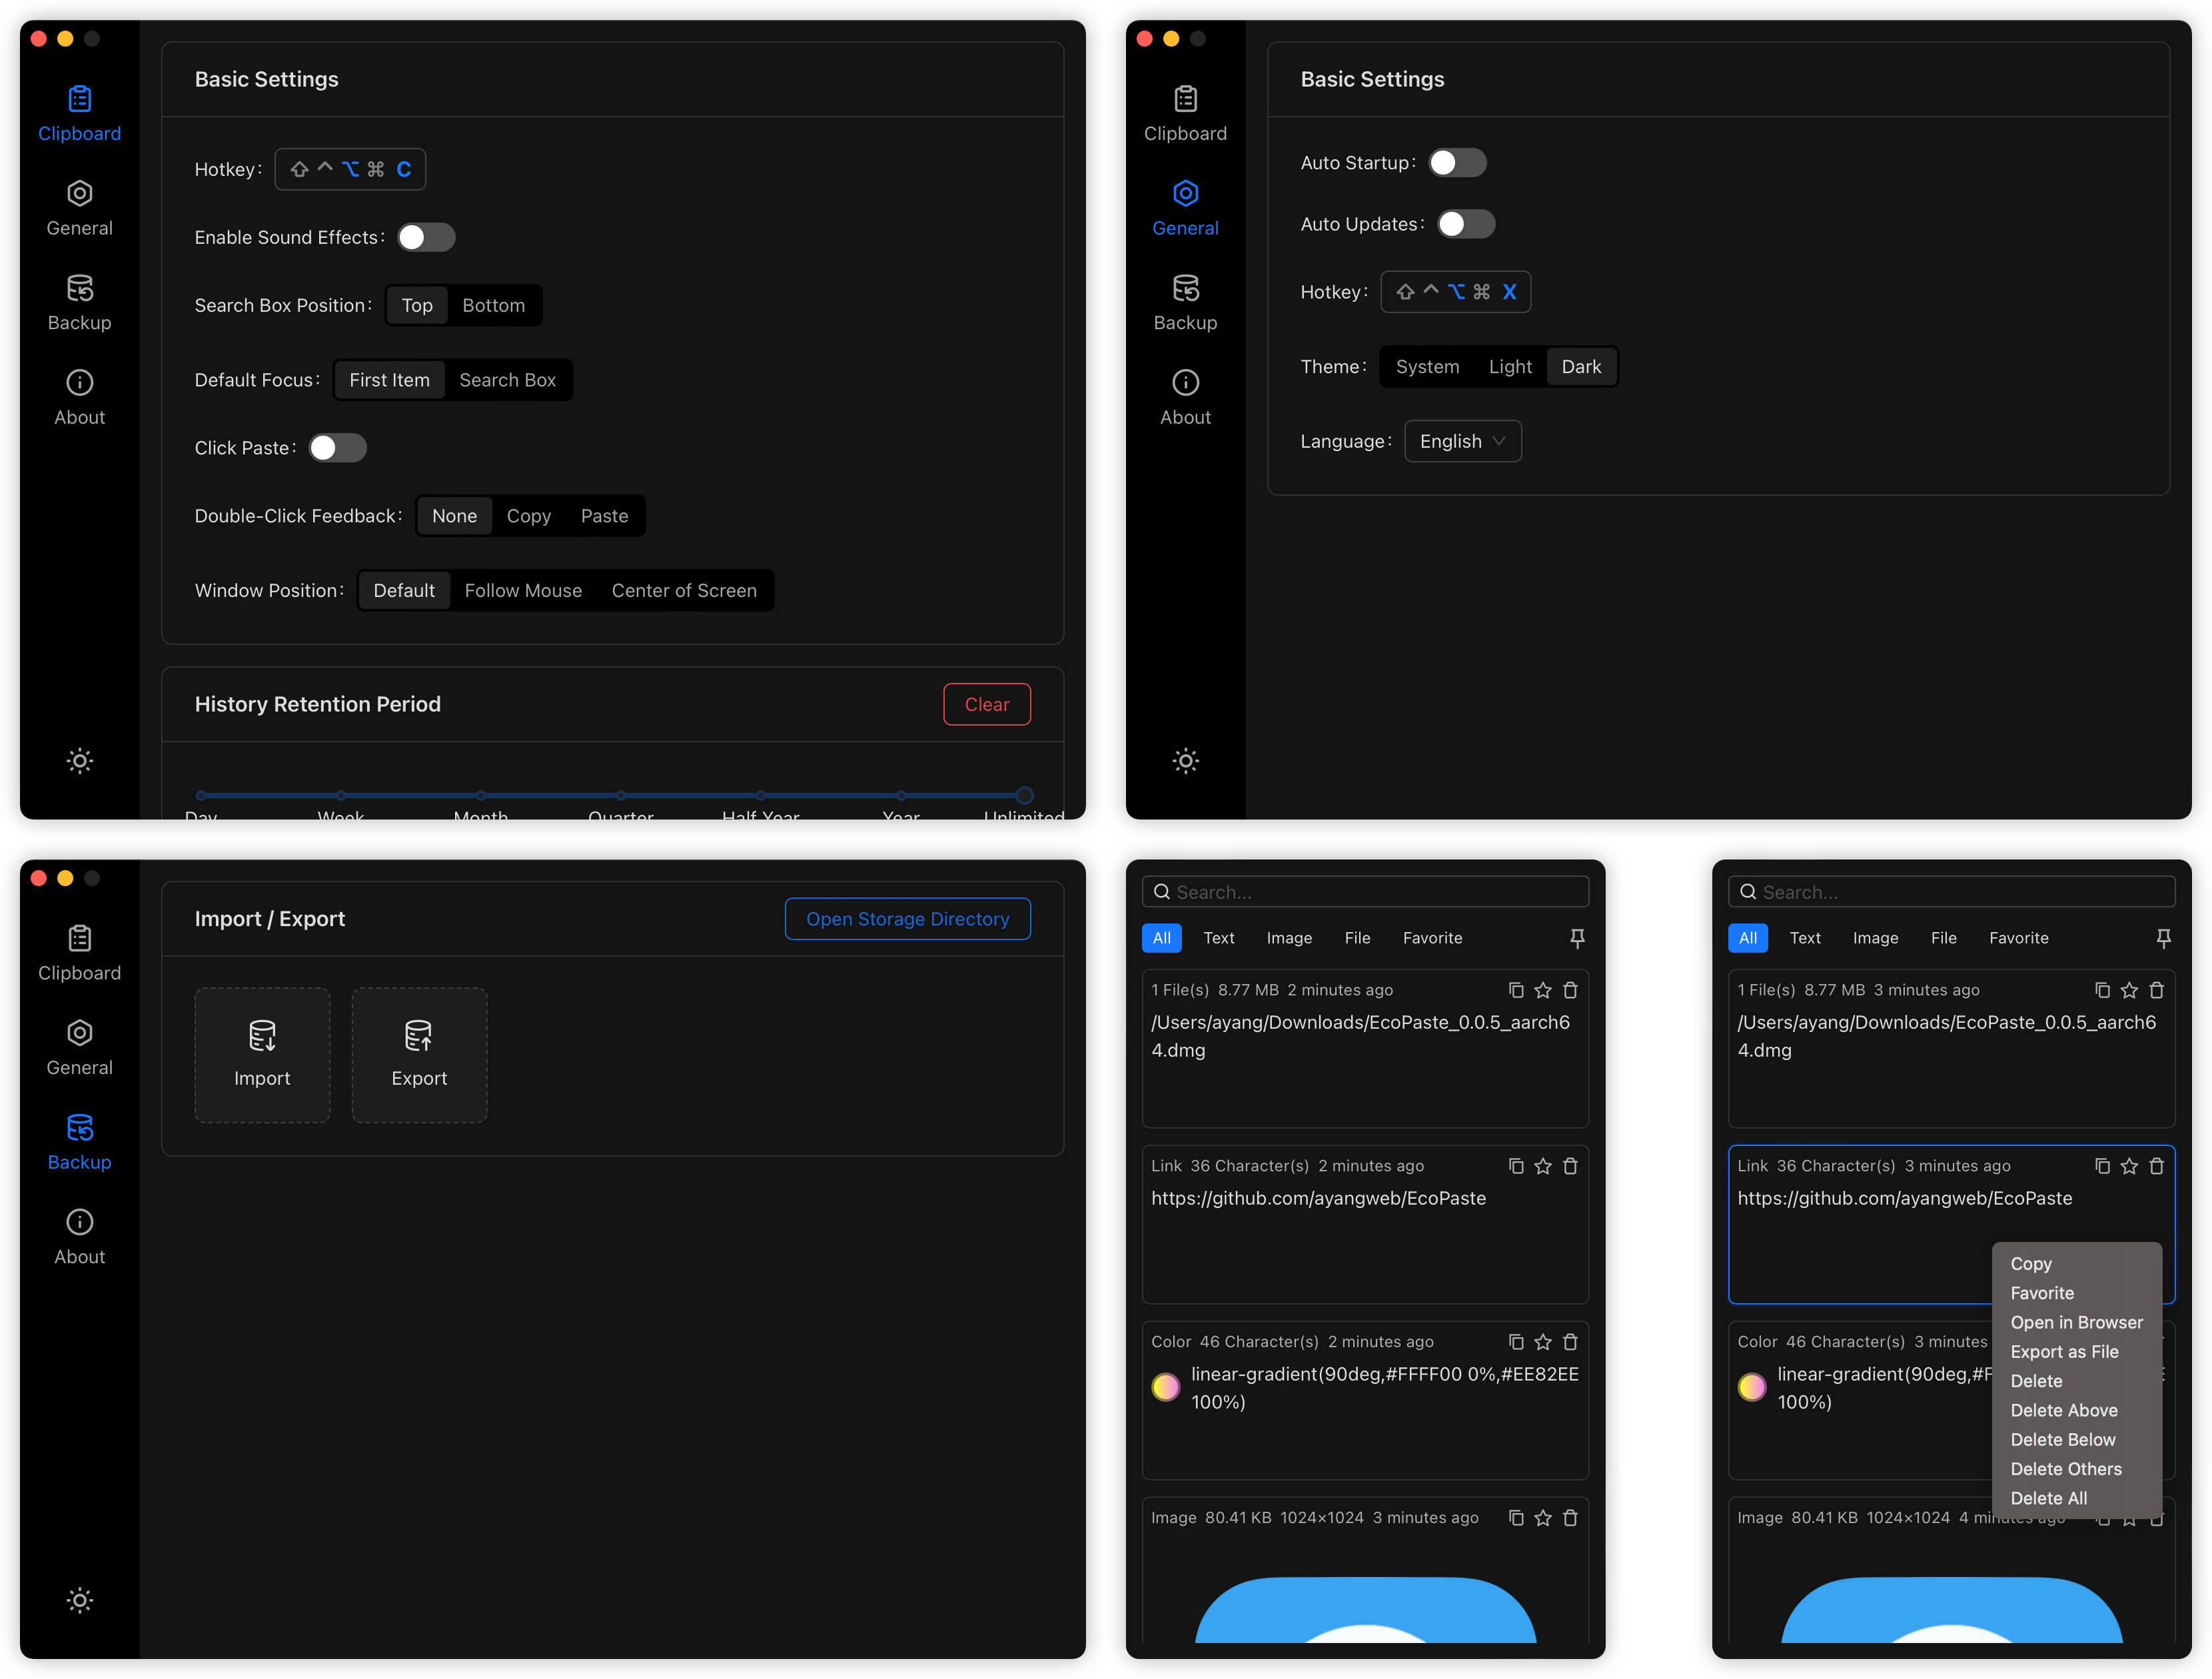 Clipboard
General
Backup
About
Basic Settings
Hotkey: ⇧ ⌃ ⌥ ⌘ C
Enable Sound Effects:
Search Box Position: Top Bottom
Default Focus: First Item Search Box
Click Paste:
Double-Click Feedback: None Copy Paste
Window Position: Default Follow Mouse Center of Screen
History Retention Period Clear
Day Week Month Quarter Half Year Year Unlimited
Clipboard
General
Backup
About
Basic Settings
Auto Startup:
Auto Updates:
Hotkey: ⇧ ⌃ ⌥ ⌘ X
Theme: System Light Dark
Language: English
Clipboard
General
Backup
About
Import / Export Open Storage Directory
Import Export
Search...
All Text Image File Favorite
1 File(s) 8.77 MB 2 minutes ago
/Users/ayang/Downloads/EcoPaste_0.0.5_aarch6
4.dmg
Link 36 Character(s) 2 minutes ago
https://github.com/ayangweb/EcoPaste
Color 46 Character(s) 2 minutes ago
linear-gradient(90deg,#FFFF00 0%,#EE82EE
100%)
Image 80.41 KB 1024×1024 3 minutes ago
Search...
All Text Image File Favorite
1 File(s) 8.77 MB 3 minutes ago
/Users/ayang/Downloads/EcoPaste_0.0.5_aarch6
4.dmg
Link 36 Character(s) 3 minutes ago
https://github.com/ayangweb/EcoPaste
Color 46 Character(s) 3 minutes
linear-gradient(90deg,#F
100%)
Image 80.41 KB 1024×1024 4 minutes ago
Copy
Favorite
Open in Browser
Export as File
Delete
Delete Above
Delete Below
Delete Others
Delete All